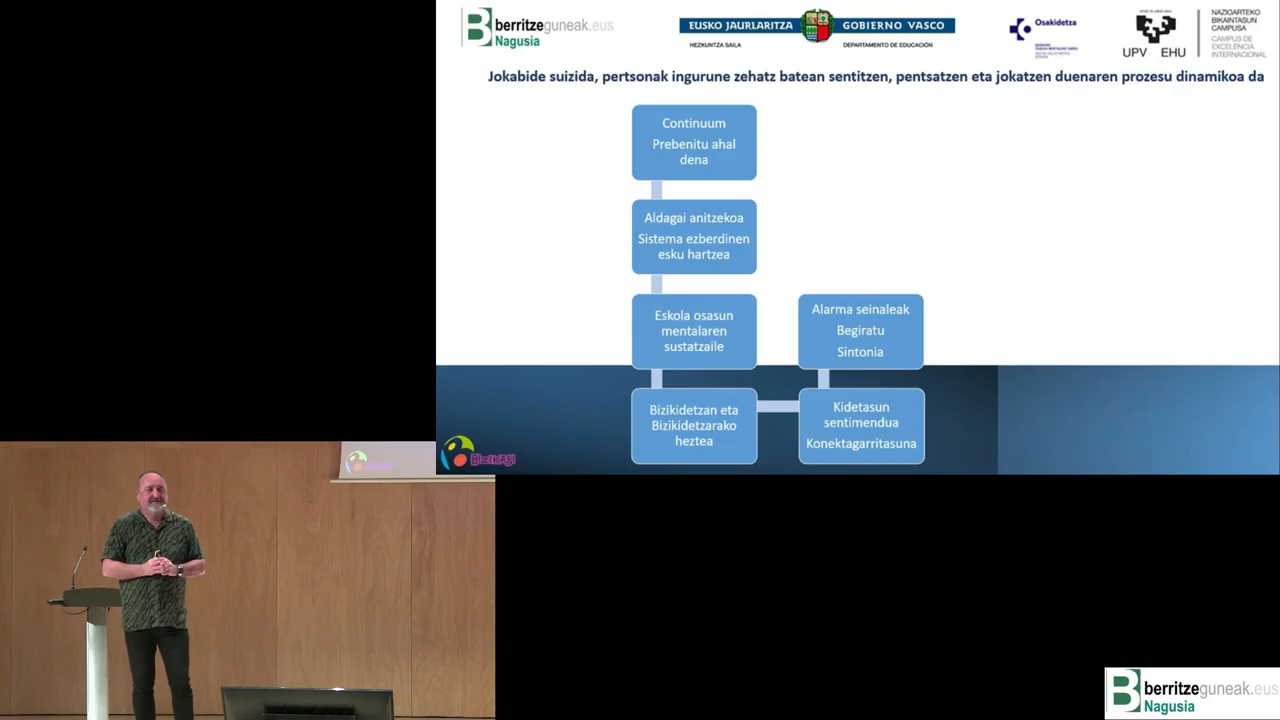 berritzeguneak.eus
Nagusia
EUSKO JAURLARITZA
GOBIERNO VASCO
HEZKUNTZA SAILA
DEPARTAMENTO DE EDUCACIÓN
Osakidetza
UPV EHU
NAZIOARTEKO
BIKAINTASUN
CAMPUSA
CAMPUS DE
EXCELENCIA
INTERNACIONAL
Jokabide suizida, pertsonak ingurune zehatz batean sentitzen, pentsatzen eta jokatzen duenaren prozesu dinamikoa da
Continuum
Prebenitu ahal
dena
Aldagai anitzekoa
Sistema ezberdinen
esku hartzea
Eskola osasun
mentalaren
sustatzaile
Alarma seinaleak
Begiratu
Sintonia
Bizikidetzan eta
Bizikidetzarako
heztea
Kidetasun
sentimendua
Konektagarritasuna
BIZIKASI
berritzeguneak.eus
Nagusia